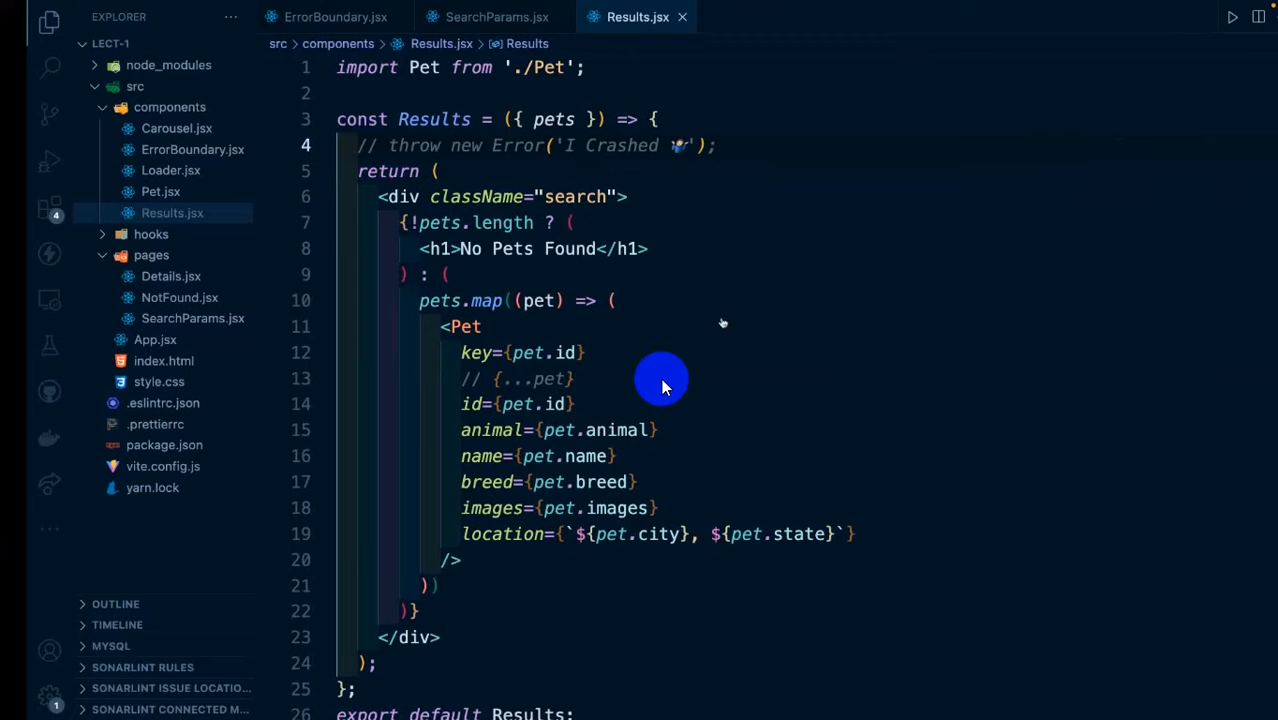 EXPLORER
LECT-1
node_modules
src
components
Carousel.jsx
ErrorBoundary.jsx
Loader.jsx
Pet.jsx
Results.jsx
hooks
pages
Details.jsx
NotFound.jsx
SearchParams.jsx
App.jsx
index.html
style.css
.eslintrc.json
.prettierrc
package.json
vite.config.js
yarn.lock
OUTLINE
TIMELINE
MYSQL
SONARLINT RULES
SONARLINT ISSUE LOCATIO...
SONARLINT CONNECTED M...
4
1
ErrorBoundary.jsx SearchParams.jsx Results.jsx
src > components > Results.jsx > Results
1 import Pet from './Pet';
2
3 const Results = ({ pets }) => {
4 // throw new Error('I Crashed 🤷‍♂️');
5 return (
6 <div className="search">
7 {!pets.length ? (
8 <h1>No Pets Found</h1>
9 ) : (
10 pets.map((pet) => (
11 <Pet
12 key={pet.id}
13 // {...pet}
14 id={pet.id}
15 animal={pet.animal}
16 name={pet.name}
17 breed={pet.breed}
18 images={pet.images}
19 location={`${pet.city}, ${pet.state}`}
20 />
21 ))
22 )}
23 </div>
24 );
25 };
26 export default Results;